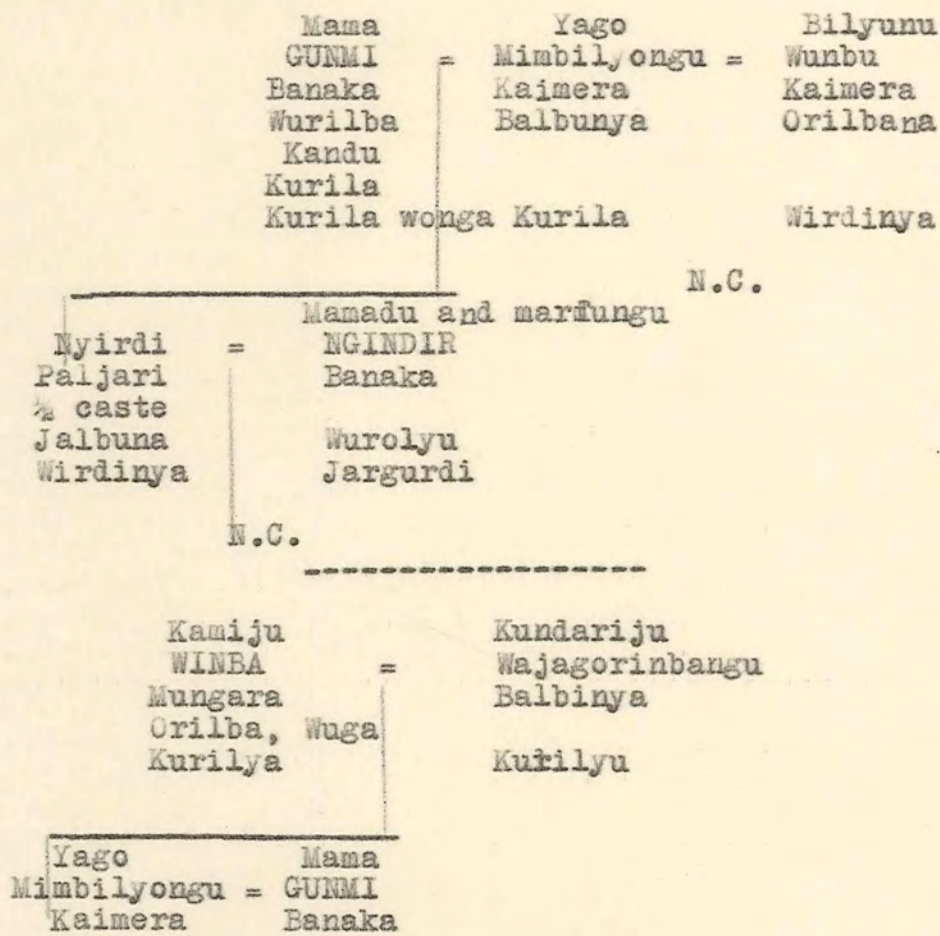 Mama Yago Bilyunu
GUNMI = Mimbilyongu = Wunbu
Banaka Kaimera Kaimera
Wurilba Balbunya Orilbana
Kandu
Kurila
Kurila wonga Kurila Wirdinya
N.C.
Mamadu and mardungu
Nyirdi = NGINDIR
Paljari Banaka
½ caste
Jalbuna Wurolyu
Wirdinya Jargurdi
N.C.
-------------------
Kamiju Kundariju
WINBA = Wajagorinbangu
Mungara Balbinya
Orilba, Wuga
Kurilya Kurilyu
Yago Mama
Mimbilyongu = GUNMI
Kaimera Banaka